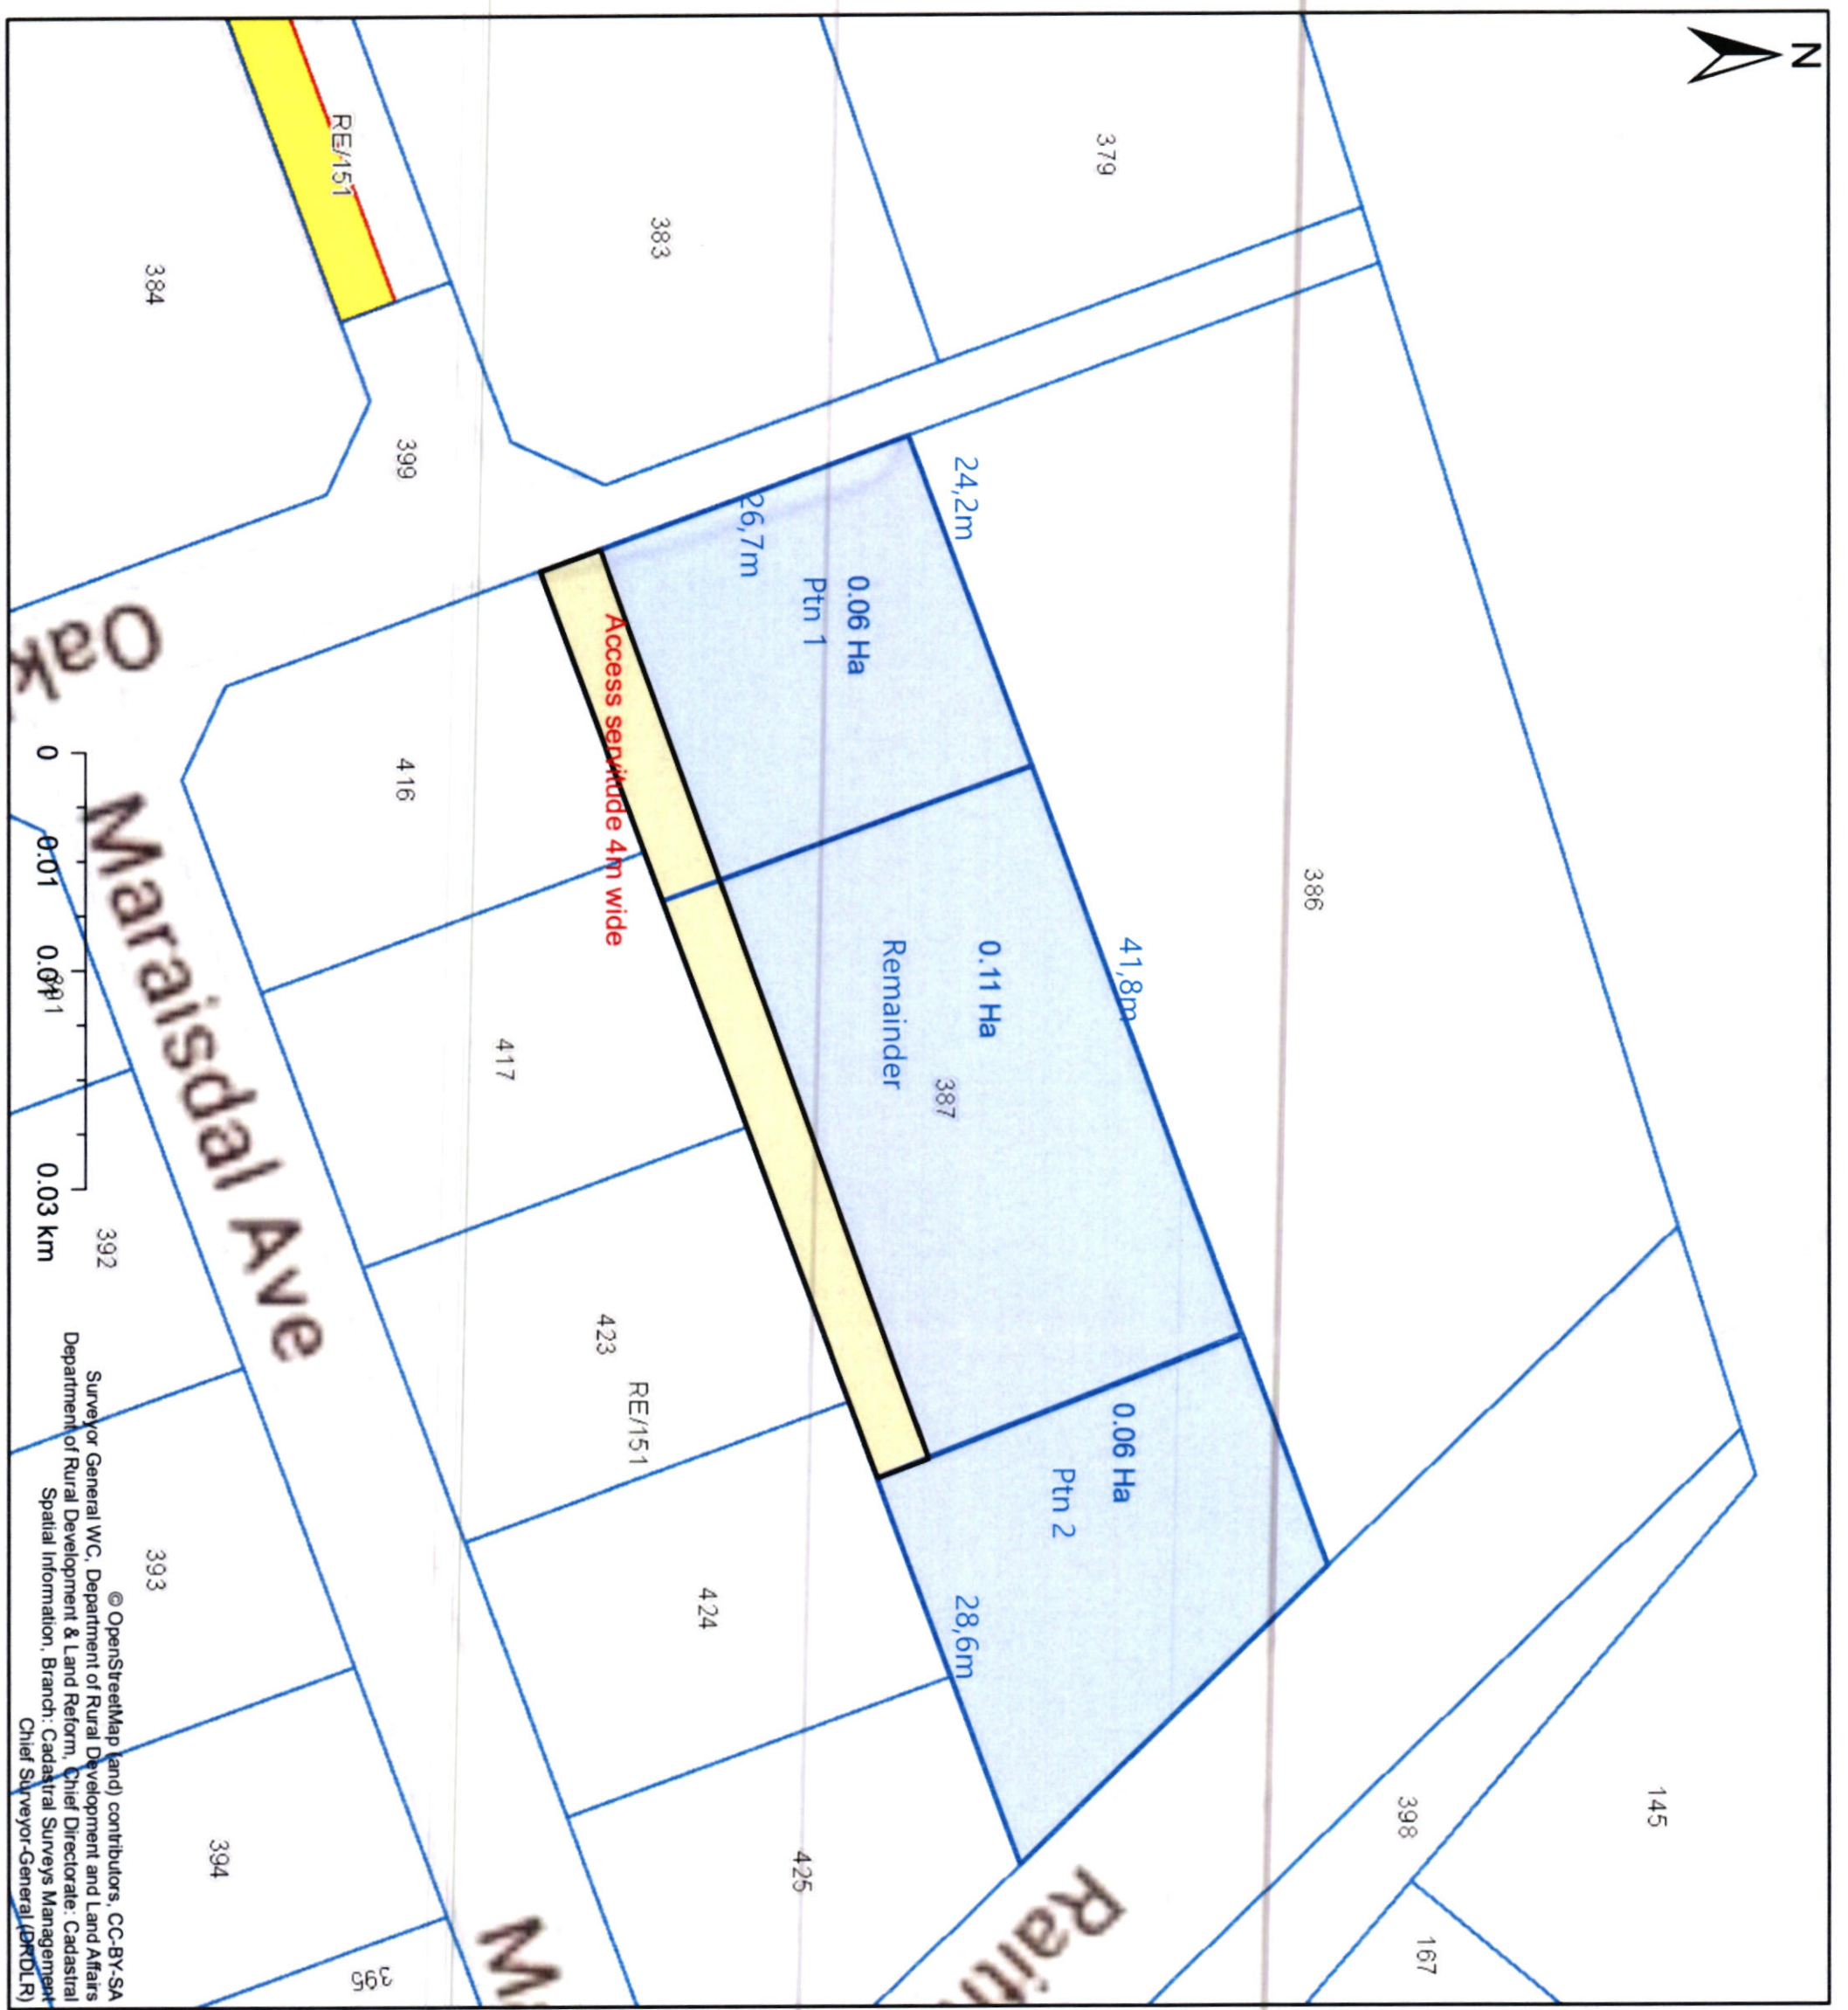 N
379
RE/151
383
384
399
24,2m
26,7m
0.06 Ha
Ptn 1
Access servitude 4m wide
386
Oak
416
41,8m
0.11 Ha
Remainder
387
417
Maraisdal Ave
0
0.01
0.01
0.03 km
391
392
423
RE/151
0.06 Ha
Ptn 2
28,6m
424
393
145
398
425
394
167
395
© OpenStreetMap (and) contributors, CC-BY-SA
Surveyor General WC, Department of Rural Development and Land Affairs
Department of Rural Development & Land Reform, Chief Directorate: Cadastral
Spatial Information, Branch: Cadastral Surveys Management
Chief Surveyor-General (DRDLR)